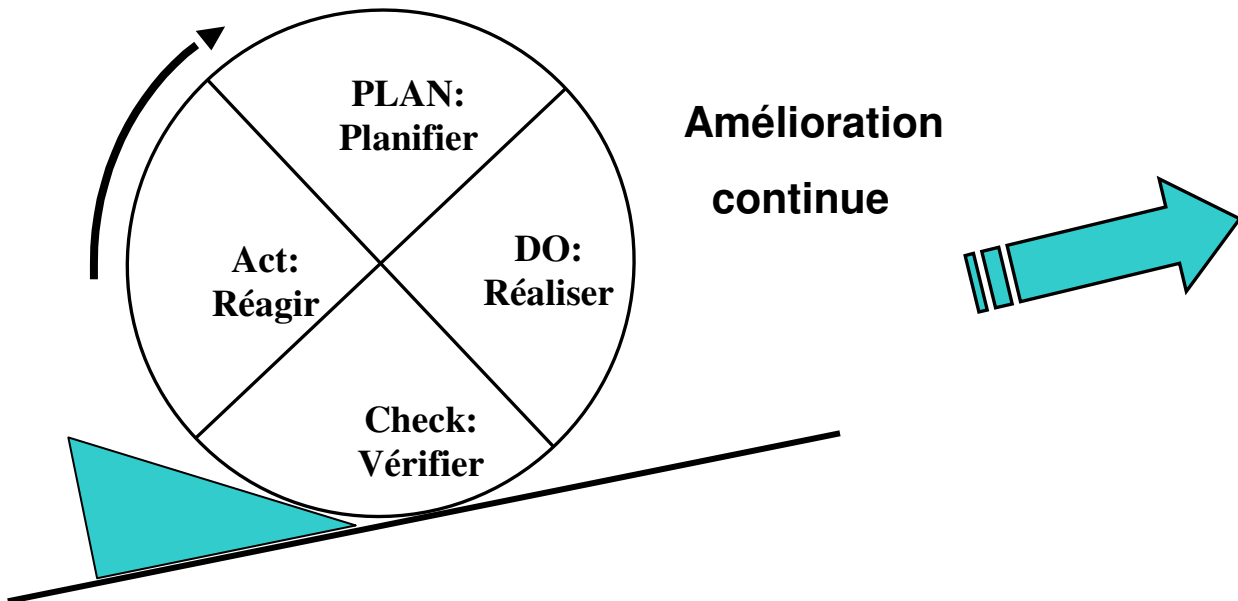 PLAN:
Planifier
Amélioration
continue
DO:
Réaliser
Act:
Réagir
Check:
Vérifier